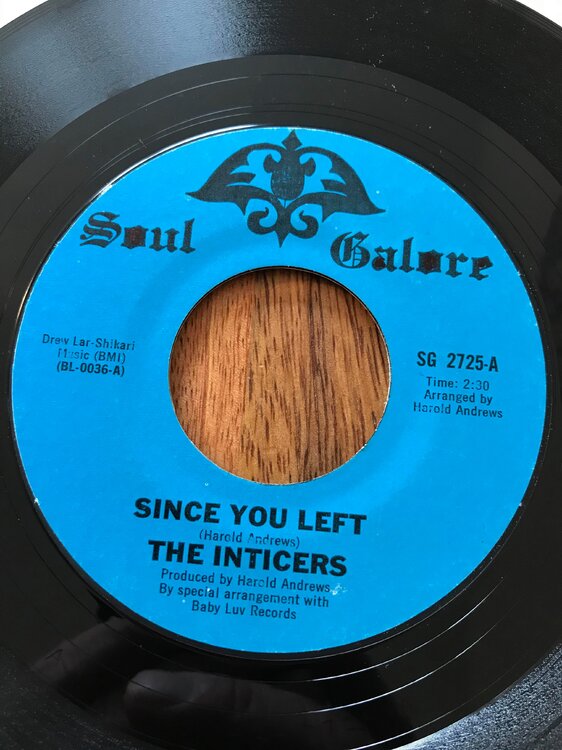 Soul Galore
Drew Lar-Shikari
Music (BMI)
(BL-0036-A)
SG 2725-A
Time: 2:30
Arranged by
Harold Andrews
SINCE YOU LEFT
(Harold Andrews)
THE INTICERS
Produced by Harold Andrews
By special arrangement with
Baby Luv Records